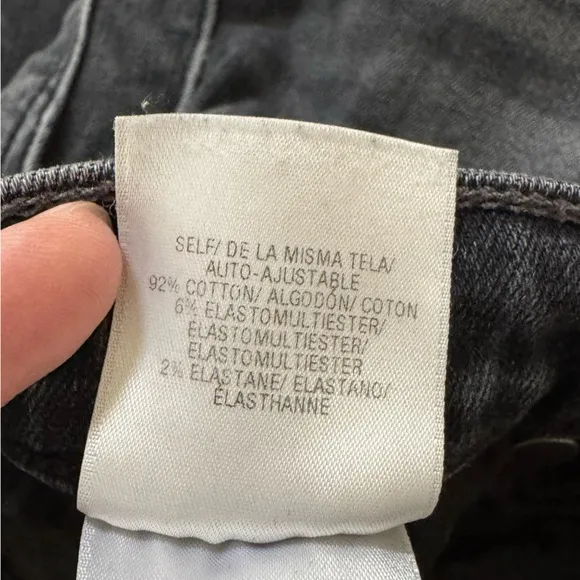 SELF/ DE LA MISMA TELA/
AUTO-AJUSTABLE
92% COTTON/ ALGODÓN/ COTON
6% ELASTOMULTIESTER/
ELASTOMULTIESTER/
ELASTOMULTIESTER
2% ELASTANE/ ELASTANO/
ÉLASTHANNE